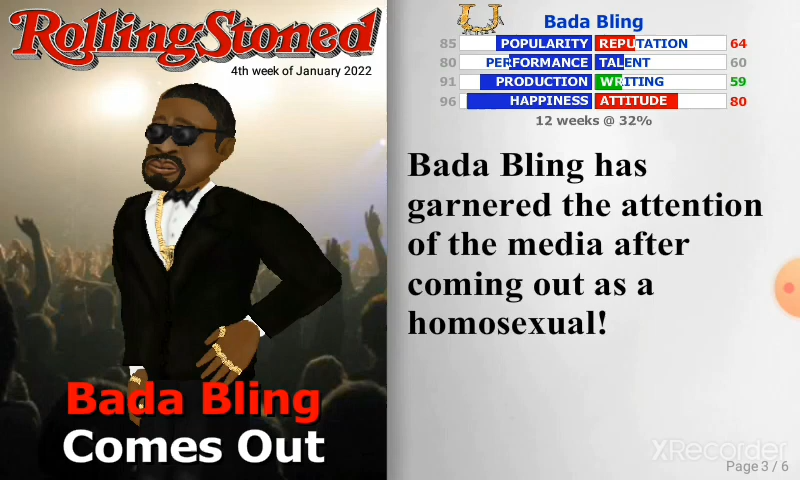 RollingStoned
4th week of January 2022
Bada Bling
Comes Out
Bada Bling
85 POPULARITY REPUTATION 64
80 PERFORMANCE TALENT 60
91 PRODUCTION WRITING 59
96 HAPPINESS ATTITUDE 80
12 weeks @ 32%
Bada Bling has
garnered the attention
of the media after
coming out as a
homosexual!
XRecorder
Page 3 / 6